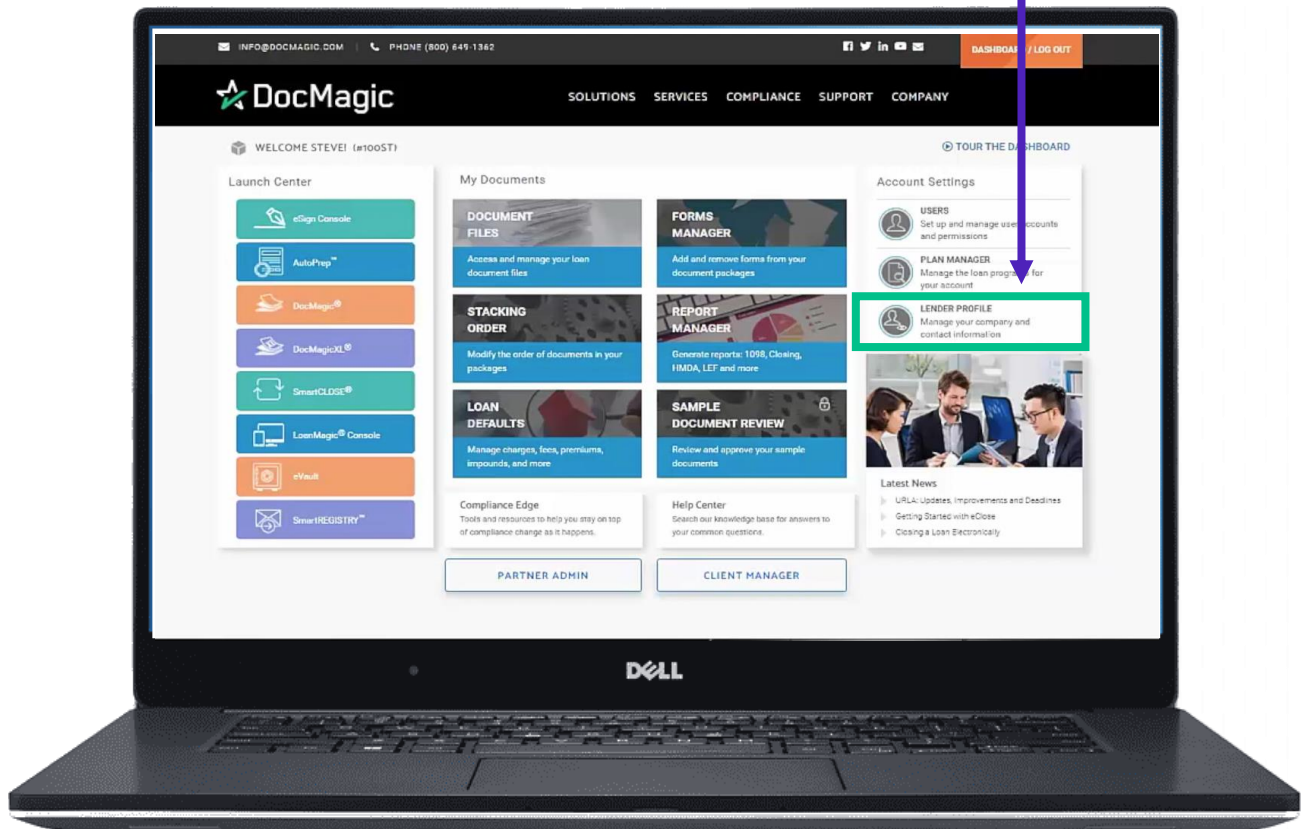 INFO@DOCMAGIC.COM | PHONE (800) 649-1362
DASHBOARD / LOG OUT
DocMagic
SOLUTIONS SERVICES COMPLIANCE SUPPORT COMPANY
WELCOME STEVE! (#100ST)
TOUR THE DASHBOARD
Launch Center
eSign Console
AutoPrep™
DocMagic®
DocMagicXL®
SmartCLOSE®
LoanMagic® Console
eVault
SmartREGISTRY™
My Documents
DOCUMENT
FILES
Access and manage your loan
document files
FORMS
MANAGER
Add and remove forms from your
document packages
STACKING
ORDER
Modify the order of documents in your
packages
REPORT
MANAGER
Generate reports: 1098, Closing,
HMDA, LEF and more
LOAN
DEFAULTS
Manage charges, fees, premiums,
impounds, and more
SAMPLE
DOCUMENT REVIEW
Review and approve your sample
documents
Compliance Edge
Tools and resources to help you stay on top
of compliance change as it happens.
Help Center
Search our knowledge base for answers to
your common questions.
PARTNER ADMIN
CLIENT MANAGER
Account Settings
USERS
Set up and manage user accounts
and permissions
PLAN MANAGER
Manage the loan programs for
your account
LENDER PROFILE
Manage your company and
contact information
Latest News
URLA: Updates, Improvements and Deadlines
Getting Started with eClose
Closing a Loan Electronically
DELL